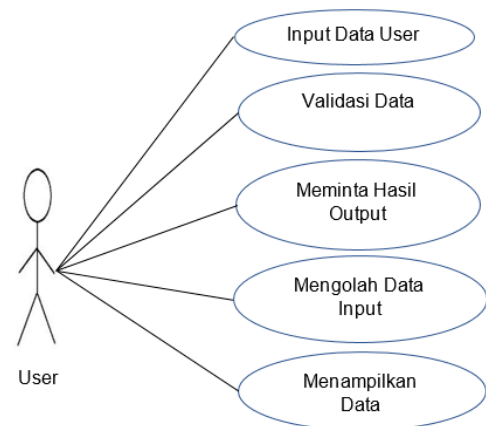 Input Data User
Validasi Data
Meminta Hasil
Output
Mengolah Data
Input
Menampilkan
Data
User